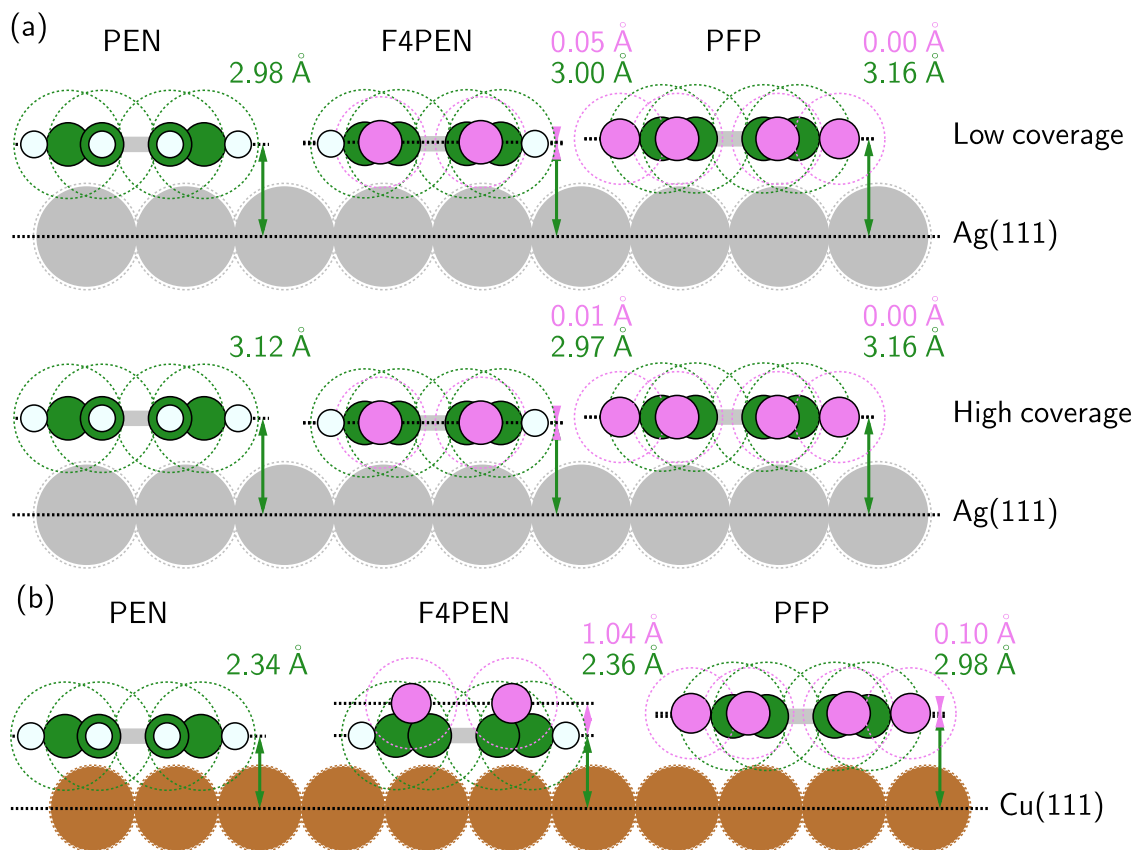 (a)
PEN F4PEN PFP
0.05 Å 0.00 Å
2.98 Å 3.00 Å 3.16 Å
Low coverage
Ag(111)
0.01 Å 0.00 Å
3.12 Å 2.97 Å 3.16 Å
High coverage
Ag(111)
(b)
PEN F4PEN PFP
1.04 Å 0.10 Å
2.34 Å 2.36 Å 2.98 Å
Cu(111)